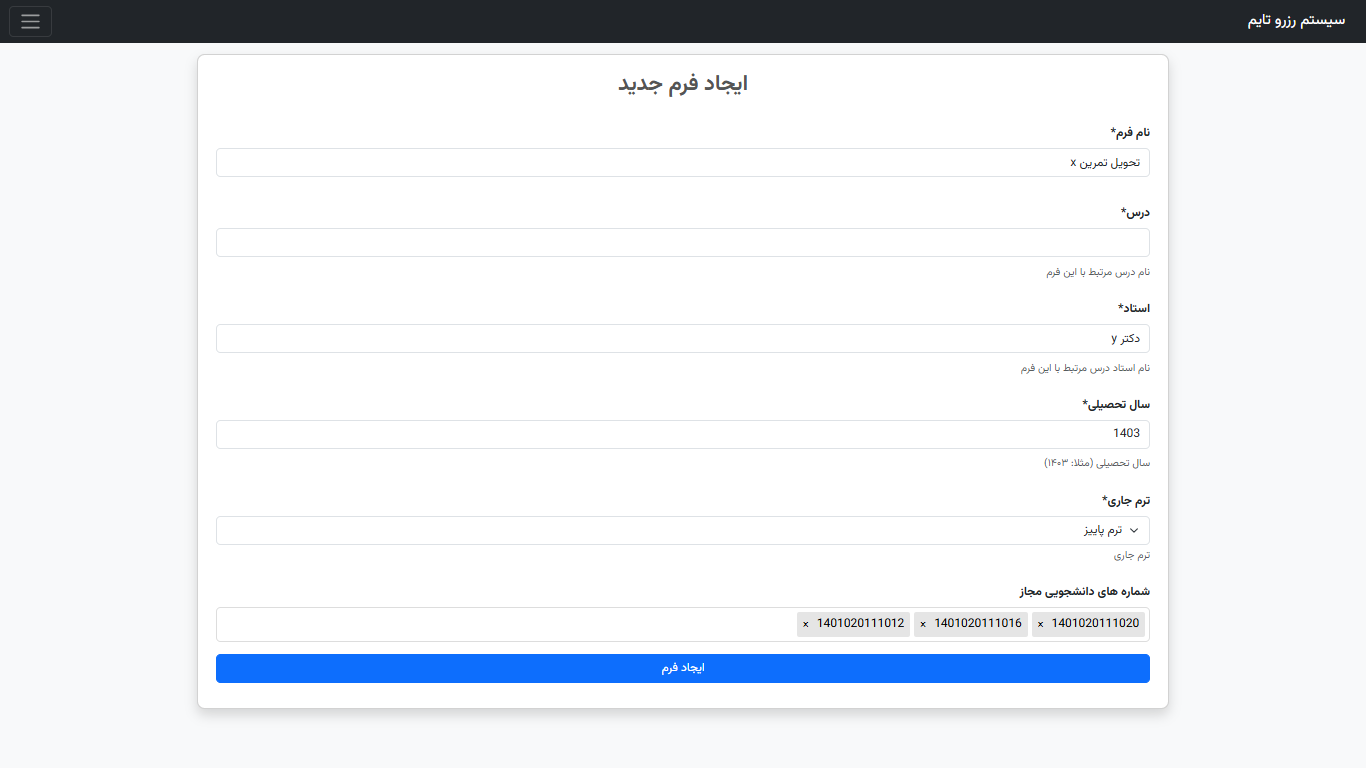 سیستم رزرو تایم
ایجاد فرم جدید
نام فرم*
تحویل تمرین x
درس*
نام درس مرتبط با این فرم
استاد*
دکتر y
نام استاد درس مرتبط با این فرم
سال تحصیلی*
1403
سال تحصیلی (مثلا: ۱۴۰۳)
ترم جاری*
ترم پاییز
ترم جاری
شماره های دانشجویی مجاز
1401020111020 × 1401020111016 × 1401020111012 ×
ایجاد فرم